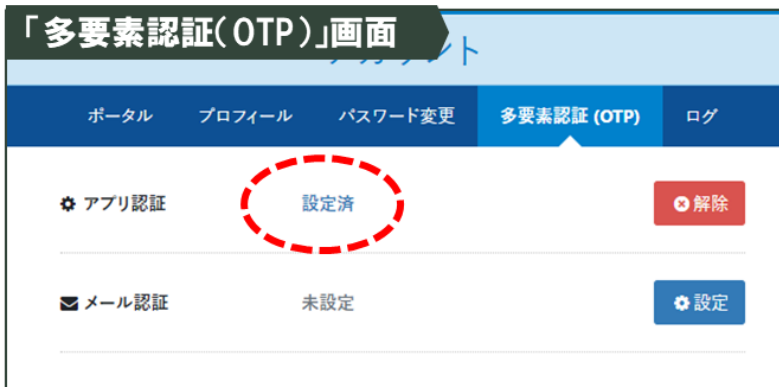 「多要素認証(OTP)」画面
ポータル プロフィール パスワード変更 多要素認証 (OTP) ログ
アプリ認証 設定済 解除
メール認証 未設定 設定